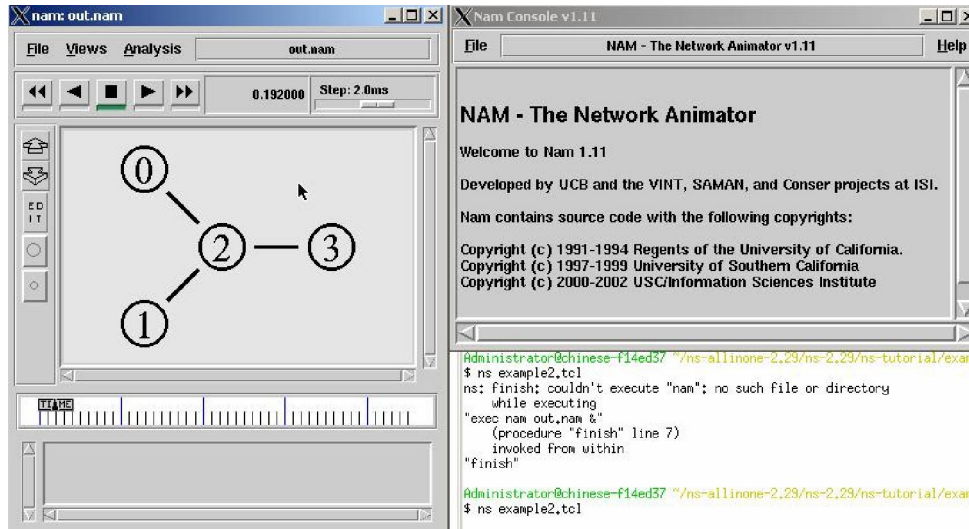 nam: out.nam
File Views Analysis out.nam
0.192000 Step: 2.0ms
ED
IT
0
2 3
1
TIME
Nam Console v1.11
File NAM - The Network Animator v1.11 Help
NAM - The Network Animator
Welcome to Nam 1.11
Developed by UCB and the VINT, SAMAN, and Conser projects at ISI.
Nam contains source code with the following copyrights:
Copyright (c) 1991-1994 Regents of the University of California.
Copyright (c) 1997-1999 University of Southern California
Copyright (c) 2000-2002 USC/Information Sciences Institute
Administrator@chinese-f14ed37 ~/ns-allinone-2.29/ns-2.29/ns-tutorial/exam
$ ns example2.tcl
ns: finish: couldn't execute "nam": no such file or directory
while executing
"exec nam out.nam &"
(procedure "finish" line 7)
invoked from within
"finish"
Administrator@chinese-f14ed37 ~/ns-allinone-2.29/ns-2.29/ns-tutorial/exam
$ ns example2.tcl